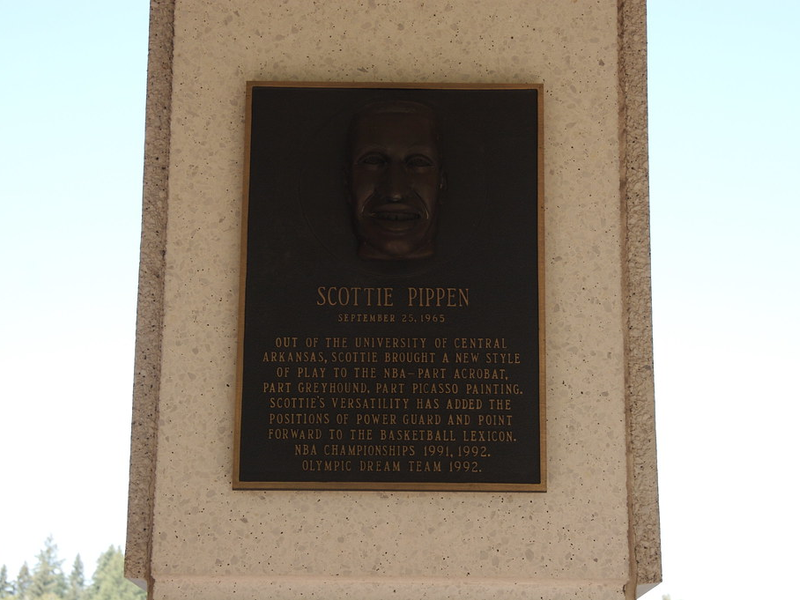 SCOTTIE PIPPEN
SEPTEMBER 25, 1965
OUT OF THE UNIVERSITY OF CENTRAL
ARKANSAS, SCOTTIE BROUGHT A NEW STYLE
OF PLAY TO THE NBA–PART ACROBAT,
PART GREYHOUND, PART PICASSO PAINTING.
SCOTTIE'S VERSATILITY HAS ADDED THE
POSITIONS OF POWER GUARD AND POINT
FORWARD TO THE BASKETBALL LEXICON.
NBA CHAMPIONSHIPS 1991, 1992.
OLYMPIC DREAM TEAM 1992.